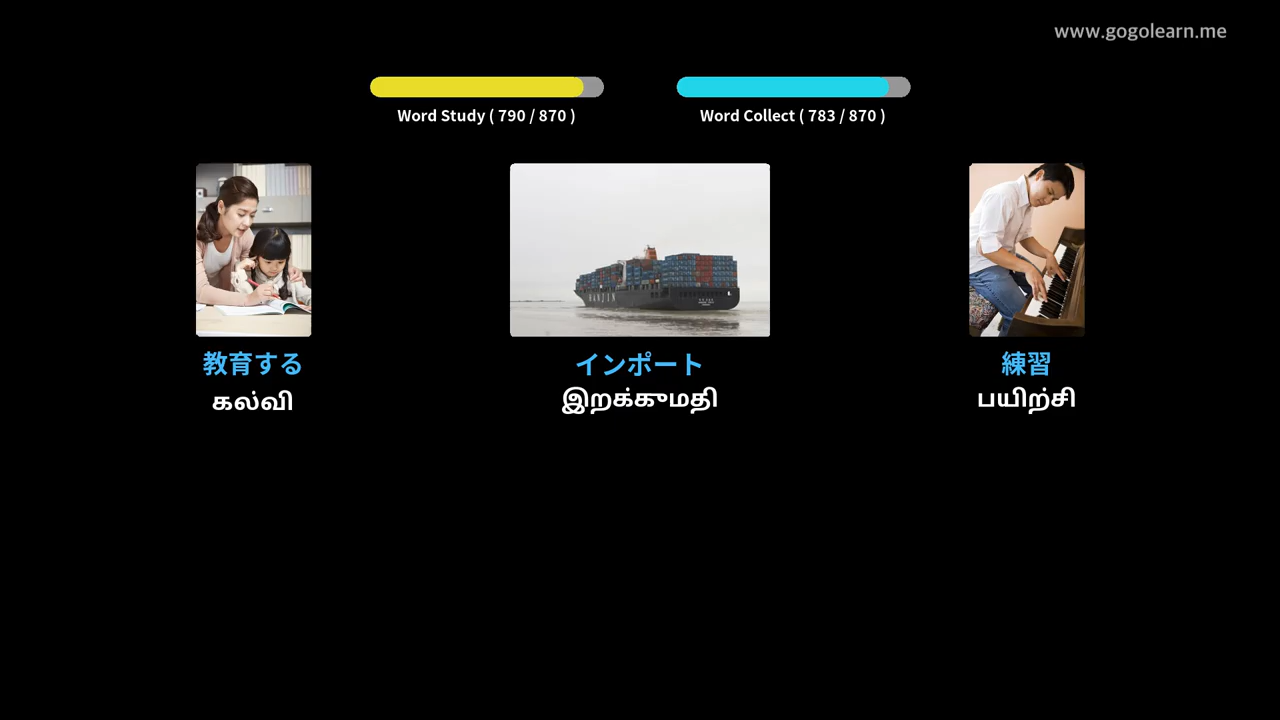 www.gogolearn.me
Word Study ( 790 / 870 )
Word Collect ( 783 / 870 )
教育する
கல்வி
インポート
இறக்குமதி
練習
பயிற்சி
HANJIN